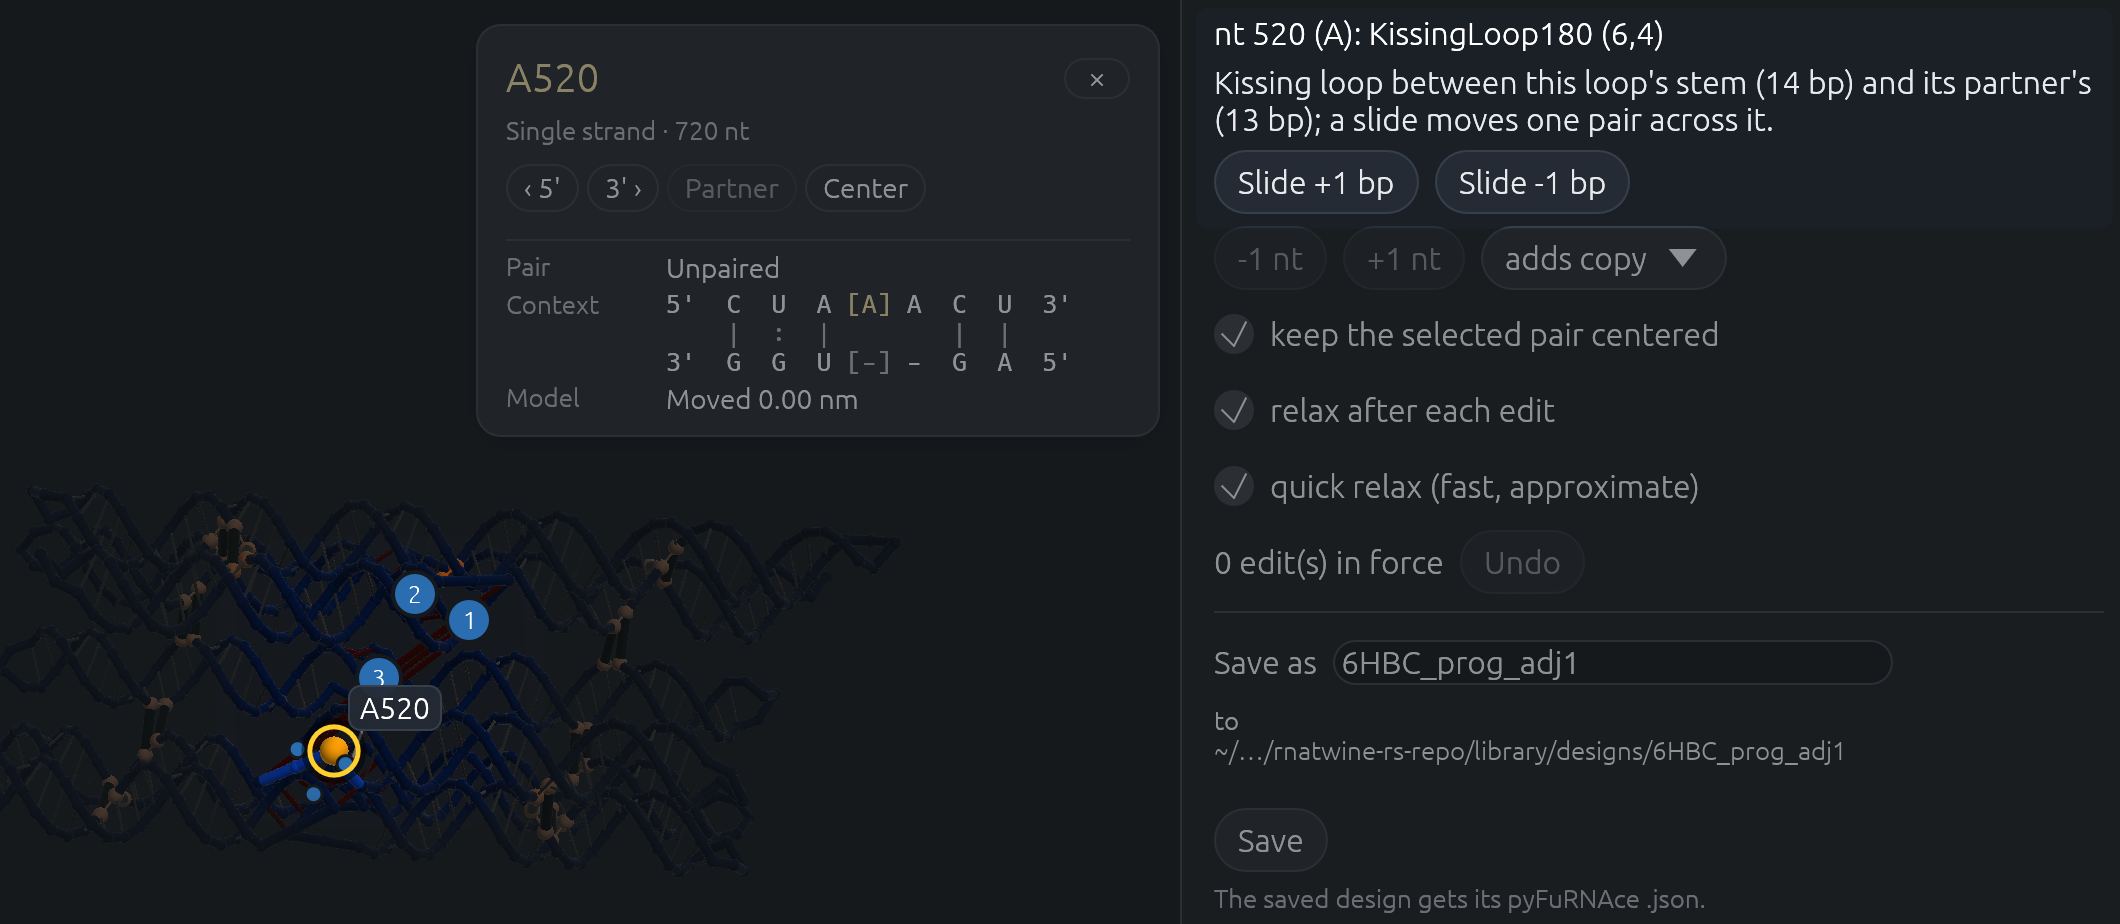 A520
×
Single strand · 720 nt
‹ 5' 3' › Partner Center
Pair Unpaired
Context 5' C U A [A] A C U 3'
| : | | |
3' G G U [–] – G A 5'
Model Moved 0.00 nm
2
1
3
A520
nt 520 (A): KissingLoop180 (6,4)
Kissing loop between this loop's stem (14 bp) and its partner's
(13 bp); a slide moves one pair across it.
Slide +1 bp Slide -1 bp
-1 nt +1 nt adds copy
keep the selected pair centered
relax after each edit
quick relax (fast, approximate)
0 edit(s) in force Undo
Save as 6HBC_prog_adj1
to
~/…/rnatwine-rs-repo/library/designs/6HBC_prog_adj1
Save
The saved design gets its pyFuRNAce .json.